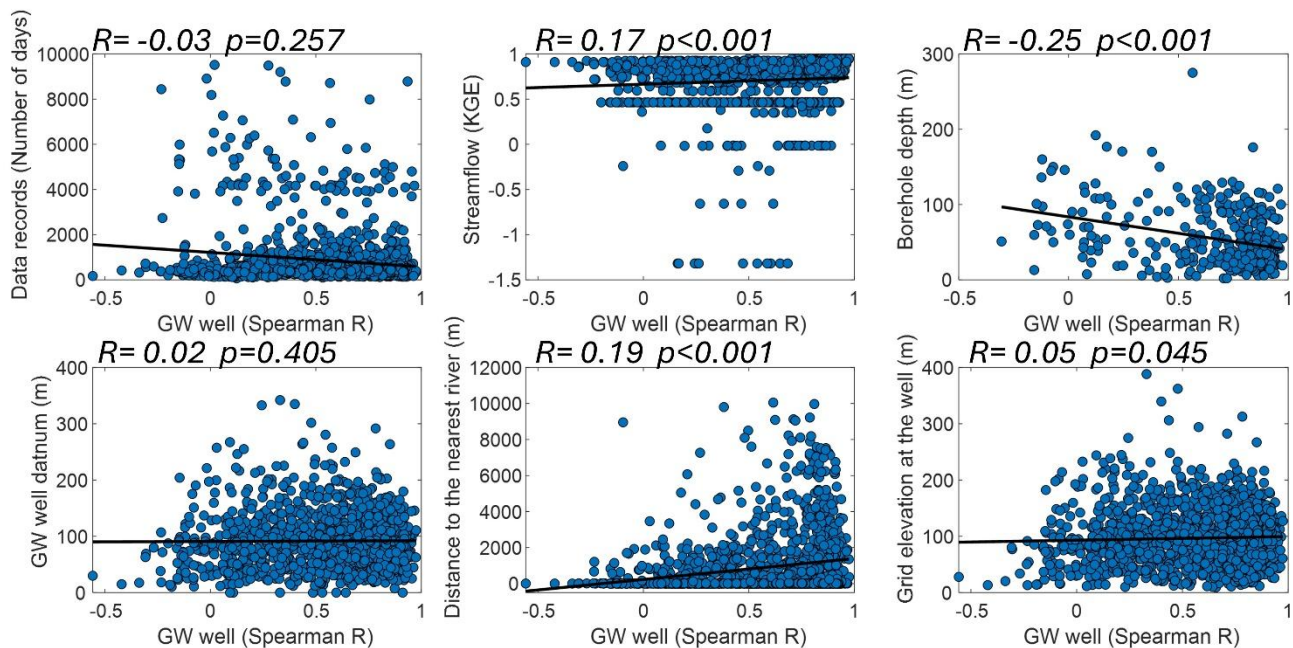 R= -0.03 p=0.257
Data records (Number of days)
10000
8000
6000
4000
2000
0
-0.5 0 0.5 1
GW well (Spearman R)
R= 0.17 p<0.001
Streamflow (KGE)
1
0.5
0
-0.5
-1
-1.5
-0.5 0 0.5 1
GW well (Spearman R)
R= -0.25 p<0.001
Borehole depth (m)
300
200
100
0
-0.5 0 0.5 1
GW well (Spearman R)
R= 0.02 p=0.405
GW well datnum (m)
400
300
200
100
0
-0.5 0 0.5 1
GW well (Spearman R)
R= 0.19 p<0.001
Distance to the nearest river (m)
12000
10000
8000
6000
4000
2000
0
-0.5 0 0.5 1
GW well (Spearman R)
R= 0.05 p=0.045
Grid elevation at the well (m)
400
300
200
100
0
-0.5 0 0.5 1
GW well (Spearman R)